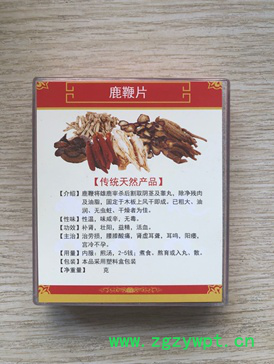 鹿鞭片
【传统天然产品】
【介绍】鹿鞭将雄鹿宰杀后割取阴茎及睾丸，除净残肉
及油脂，固定于木板上风干即成。已粗大、油
润、无虫蛀，干燥者为佳。
【性味】性温，味咸辛，无毒。
【功效】补肾，壮阳，益精，活血。
【主治】治劳损，腰膝酸痛，肾虚耳聋、耳鸣，阳痿，
宫冷不孕。
【用法】内服：煎汤，2-5钱；煮食，熬膏或入丸、散。
【包装】本品采用塑料盒包装
【净重量】 克
www.zgzywpt.cn